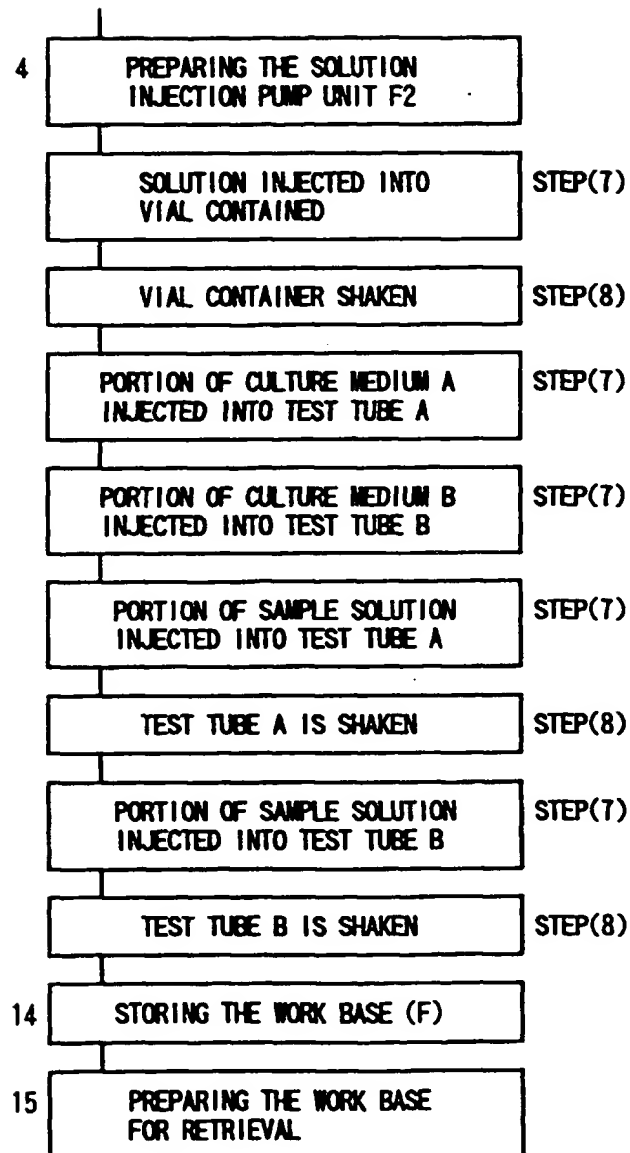 4 PREPARING THE SOLUTION
INJECTION PUMP UNIT F2
SOLUTION INJECTED INTO STEP(7)
VIAL CONTAINED
VIAL CONTAINER SHAKEN STEP(8)
PORTION OF CULTURE MEDIUM A STEP(7)
INJECTED INTO TEST TUBE A
PORTION OF CULTURE MEDIUM B STEP(7)
INJECTED INTO TEST TUBE B
PORTION OF SAMPLE SOLUTION STEP(7)
INJECTED INTO TEST TUBE A
TEST TUBE A IS SHAKEN STEP(8)
PORTION OF SAMPLE SOLUTION STEP(7)
INJECTED INTO TEST TUBE B
TEST TUBE B IS SHAKEN STEP(8)
14 STORING THE WORK BASE (F)
15 PREPARING THE WORK BASE
FOR RETRIEVAL